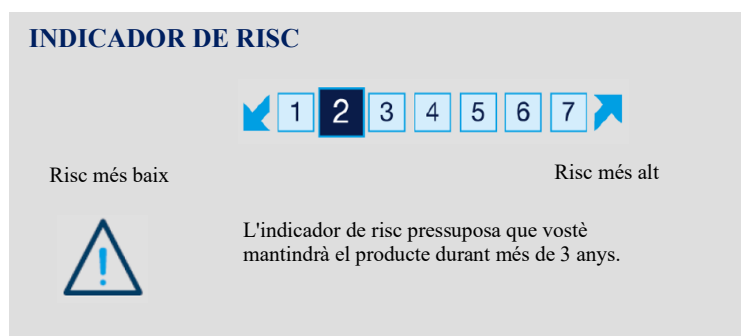 INDICADOR DE RISC
1 2 3 4 5 6 7
Risc més baix
Risc més alt
L'indicador de risc pressuposa que vostè
mantindrà el producte durant més de 3 anys.